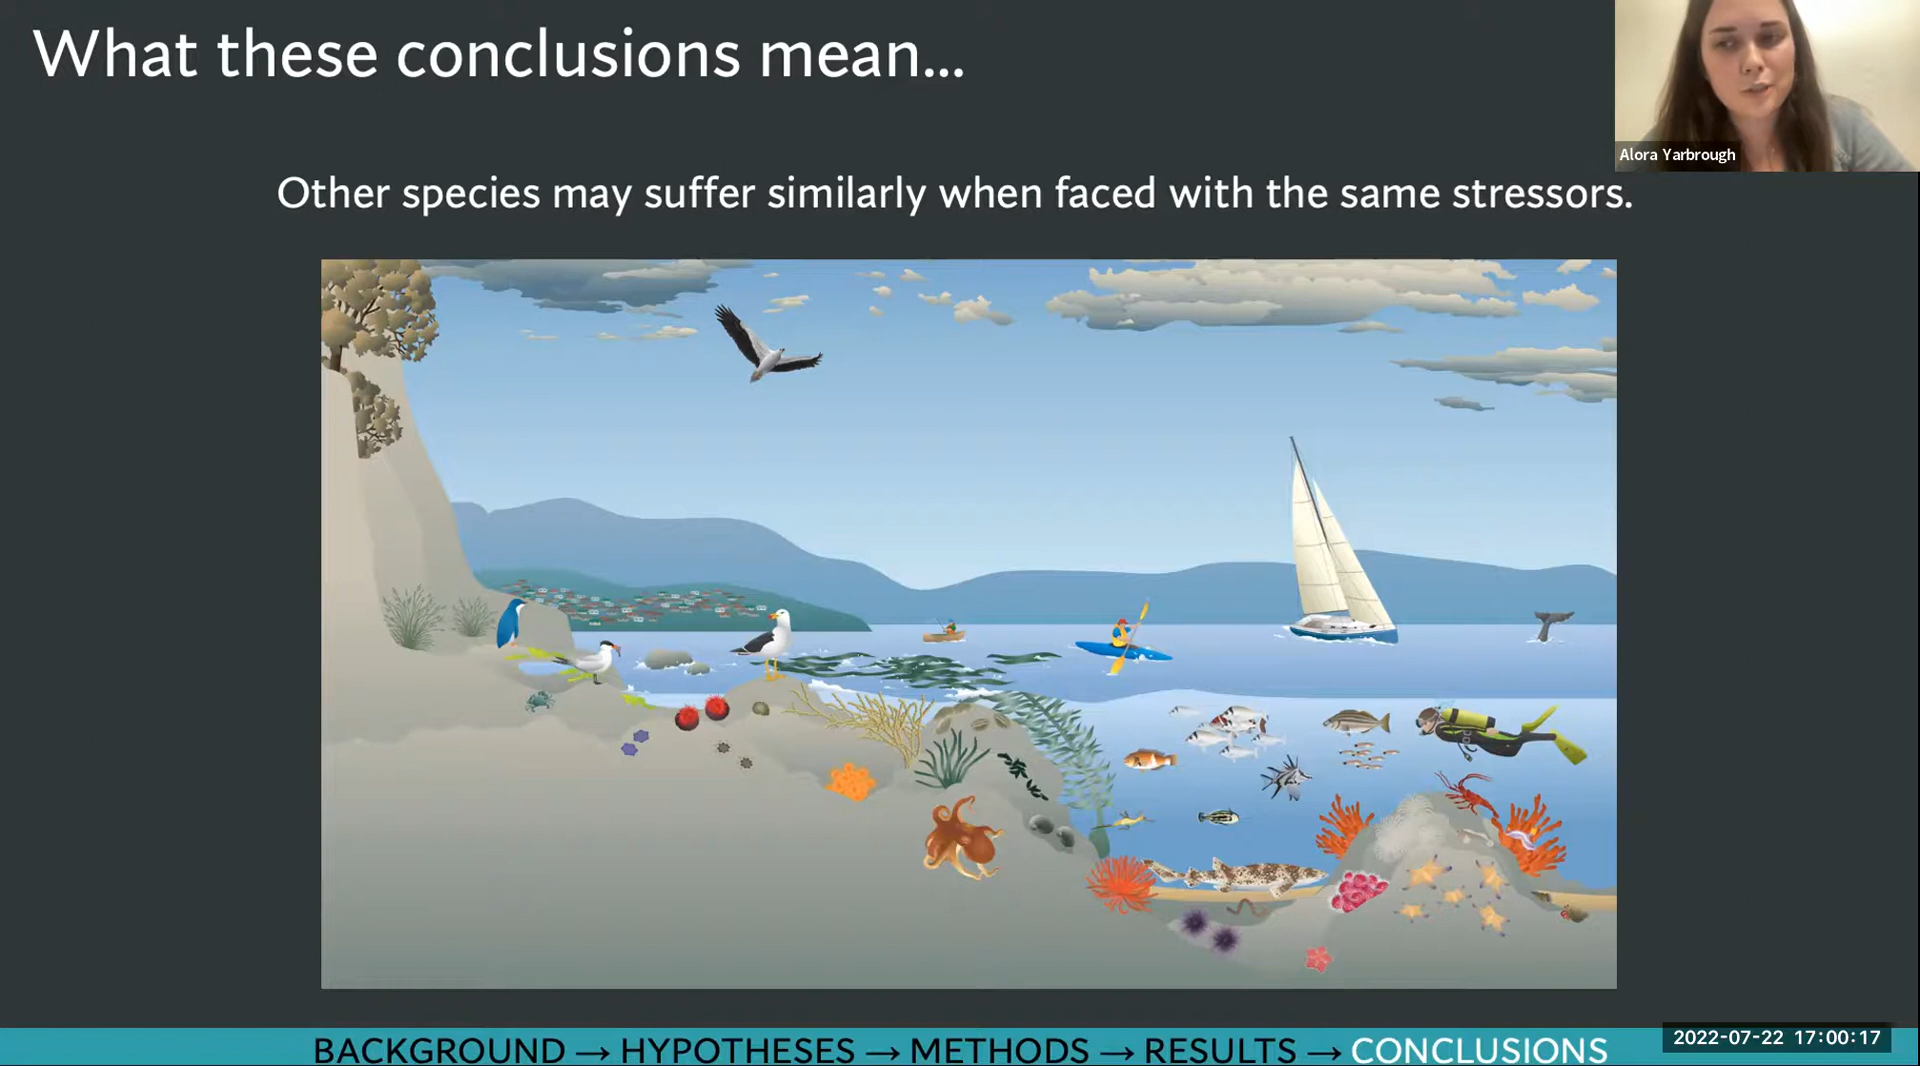 What these conclusions mean...
Alora Yarbrough
Other species may suffer similarly when faced with the same stressors.
BACKGROUND → HYPOTHESES → METHODS → RESULTS → CONCLUSIONS
2022-07-22 17:00:17